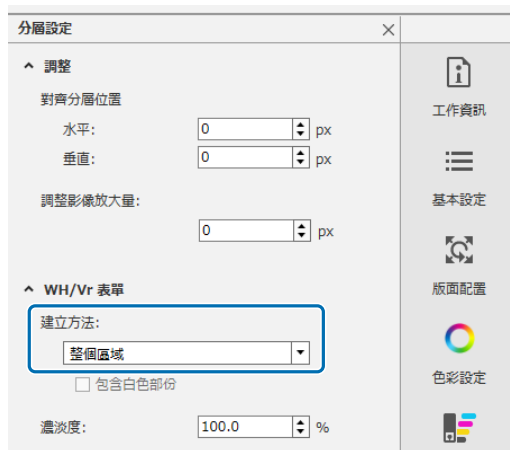 分層設定
調整
對齊分層位置
水平: 0 px
垂直: 0 px
調整影像放大量:
0 px
WH/Vr 表單
建立方法:
整個區域
包含白色部份
濃淡度: 100.0 %
工作資訊
基本設定
版面配置
色彩設定